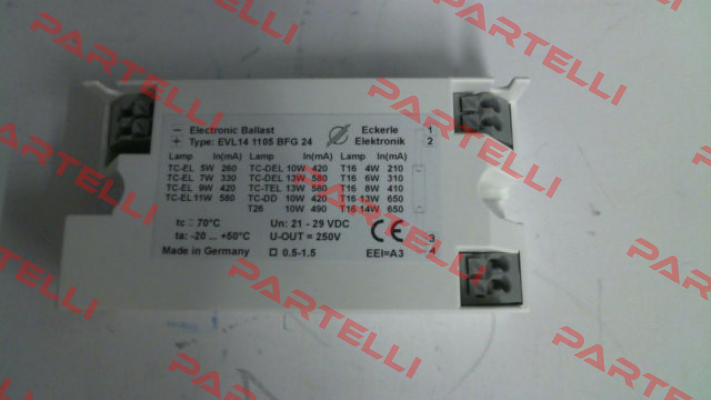 PARTELLI
− Electronic Ballast Eckerle 1
+ Type: EVL14 1105 BFG 24 Elektronik 2
Lamp In(mA) Lamp In(mA) Lamp In(mA)
TC-EL 5W 260 TC-DEL 10W 420 T16 4W 210
TC-EL 7W 330 TC-DEL 13W 580 T16 6W 310
TC-EL 9W 420 TC-TEL 13W 580 T16 8W 410
TC-EL 11W 580 TC-DD 10W 420 T16-13W 650
T26 10W 490 T16-14W 650
tc = 70°C Un: 21 - 29 VDC CE
ta: -20 ... +50°C U-OUT = 250V 3
Made in Germany 0.5-1.5 EEI=A3 4
PARTELLI
PARTELLI
PARTELLI
PARTELLI
PARTELLI